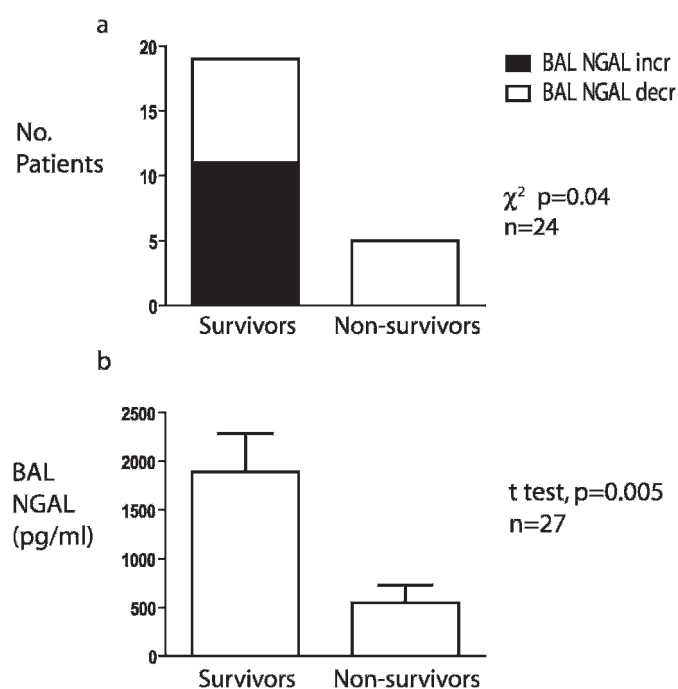 a
No.
Patients
20
15
10
5
0
Survivors
Non-survivors
BAL NGAL incr
BAL NGAL decr
χ² p=0.04
n=24
b
BAL
NGAL
(pg/ml)
2500
2000
1500
1000
500
0
Survivors
Non-survivors
t test, p=0.005
n=27